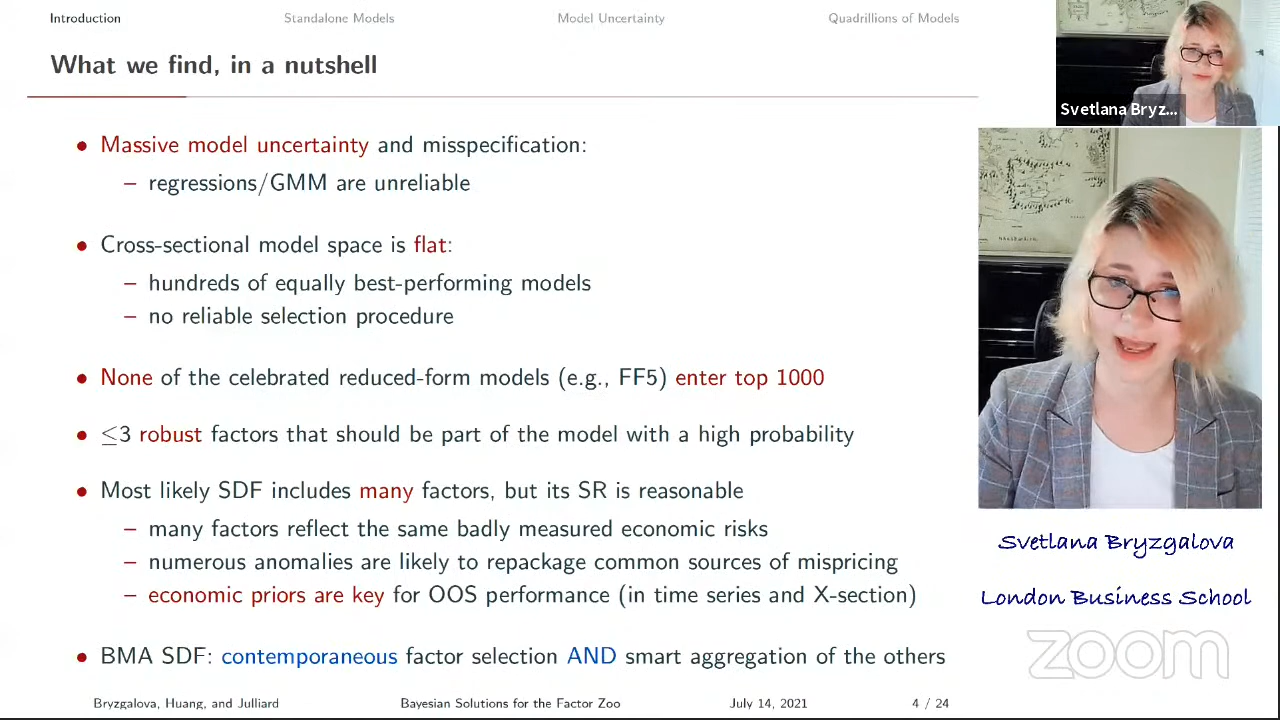 Introduction
Standalone Models
Model Uncertainty
Quadrillions of Models
What we find, in a nutshell
• Massive model uncertainty and misspecification:
– regressions/GMM are unreliable
• Cross-sectional model space is flat:
– hundreds of equally best-performing models
– no reliable selection procedure
• None of the celebrated reduced-form models (e.g., FF5) enter top 1000
• ≤3 robust factors that should be part of the model with a high probability
• Most likely SDF includes many factors, but its SR is reasonable
– many factors reflect the same badly measured economic risks
– numerous anomalies are likely to repackage common sources of mispricing
– economic priors are key for OOS performance (in time series and X-section)
• BMA SDF: contemporaneous factor selection AND smart aggregation of the others
Bryzgalova, Huang, and Julliard
Bayesian Solutions for the Factor Zoo
July 14, 2021
4 / 24
Svetlana Bryz...
Svetlana Bryzgalova
London Business School
zoom